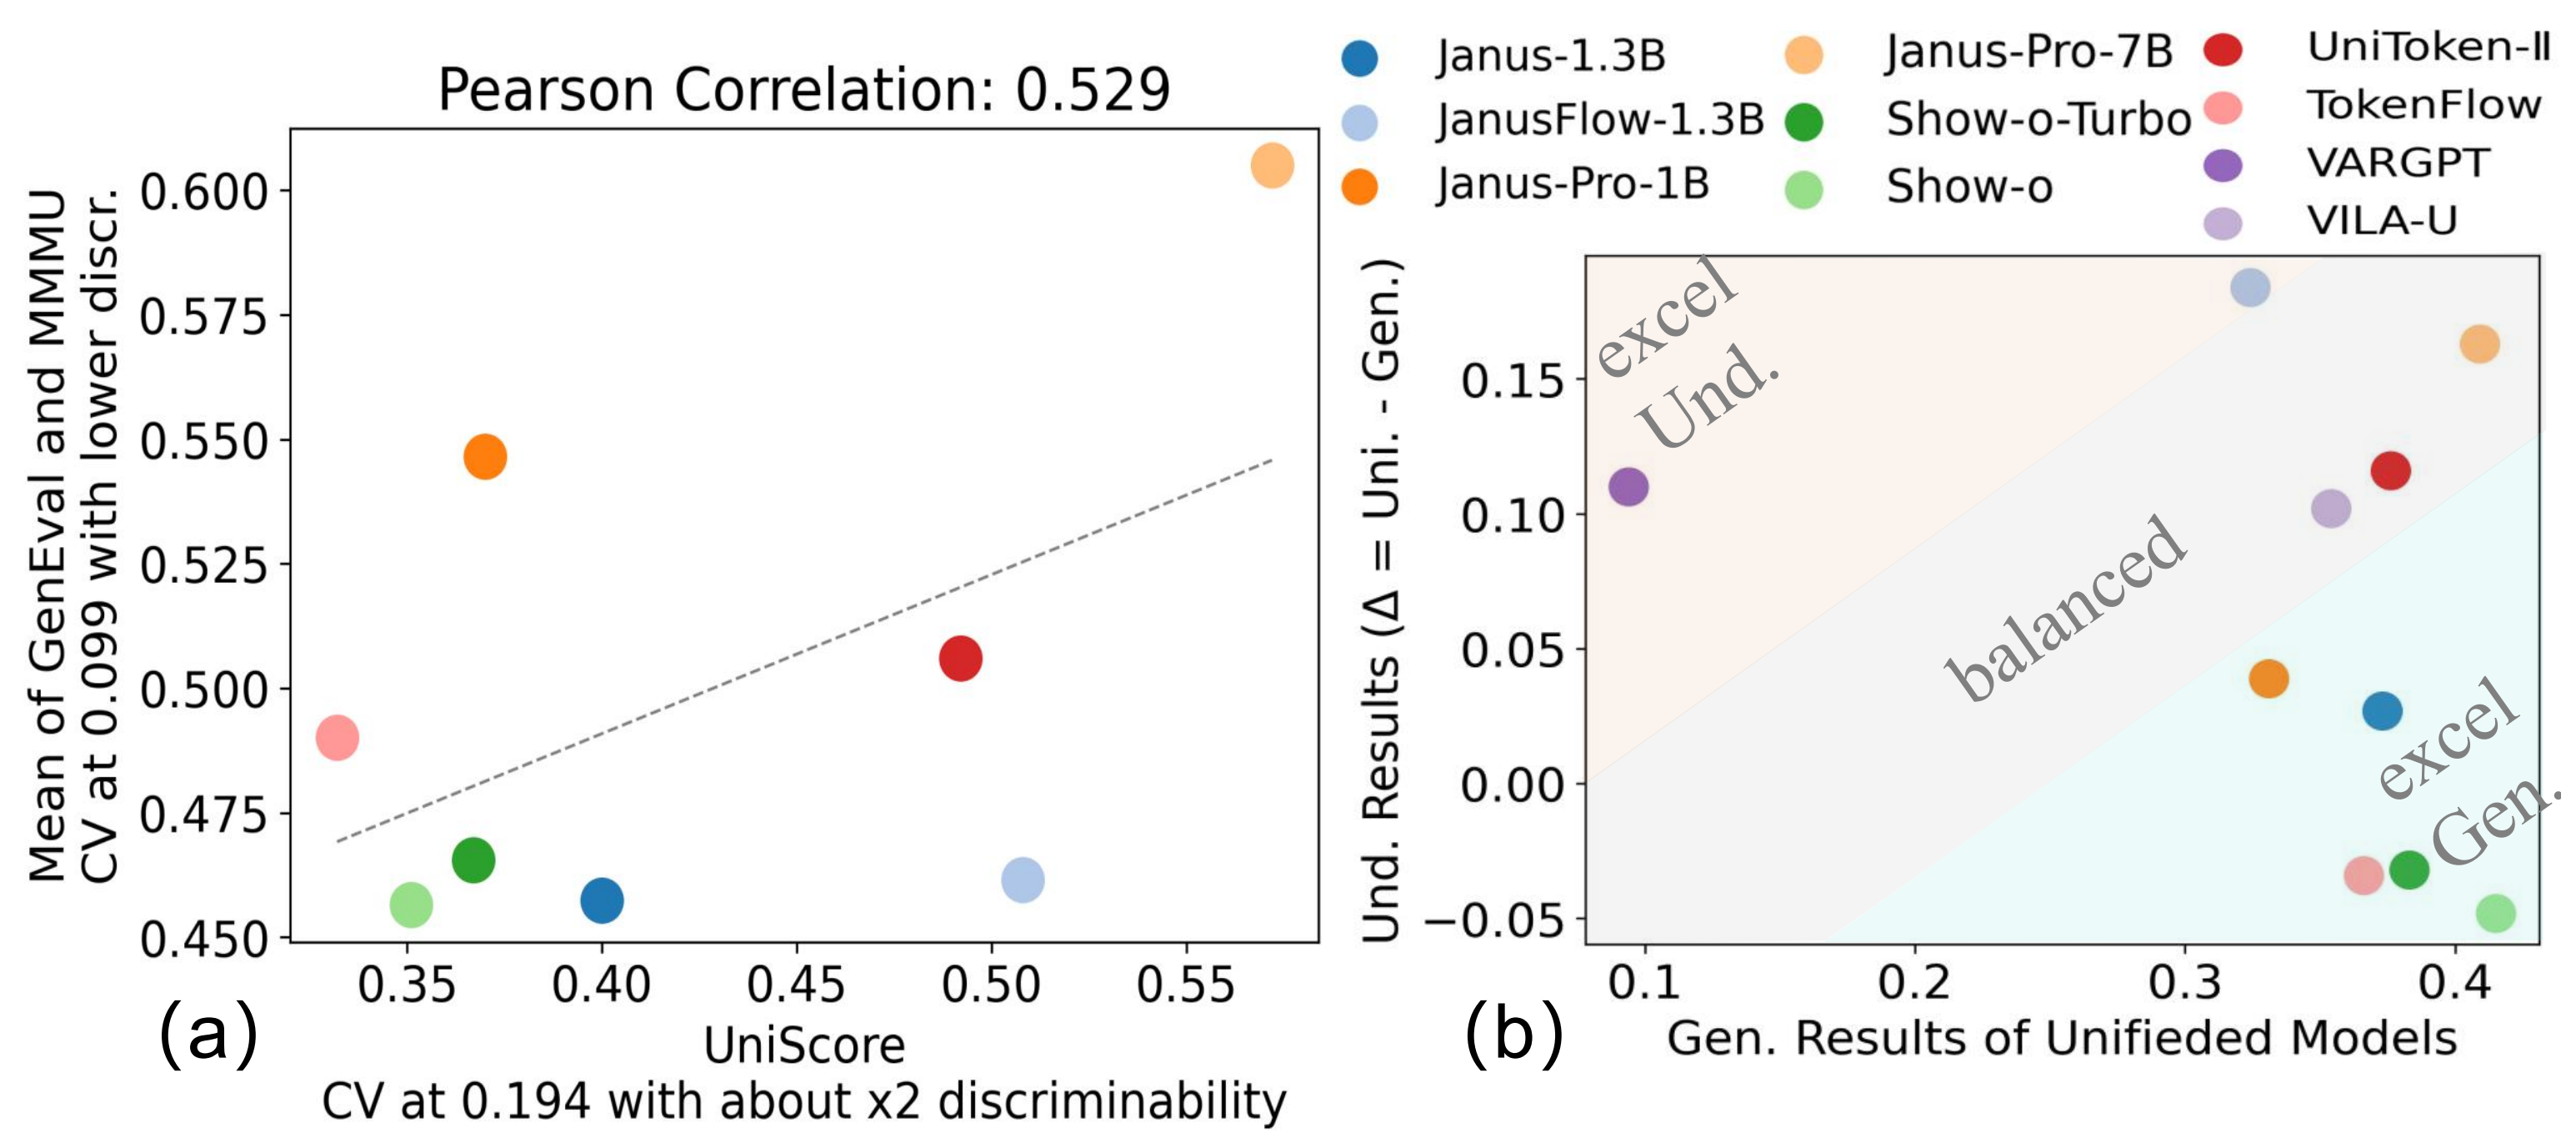 Pearson Correlation: 0.529
Mean of GenEval and MMMU
CV at 0.099 with lower discr.
0.600
0.575
0.550
0.525
0.500
0.475
0.450
0.35
0.40
0.45
0.50
0.55
UniScore
CV at 0.194 with about x2 discriminability
(a)
Janus-1.3B
JanusFlow-1.3B
Janus-Pro-1B
Janus-Pro-7B
Show-o-Turbo
Show-o
UniToken-II
TokenFlow
VARGPT
VILA-U
Und. Results (Δ = Uni. - Gen.)
0.15
0.10
0.05
0.00
−0.05
excel
Und.
balanced
excel
Gen.
0.1
0.2
0.3
0.4
Gen. Results of Unifieded Models
(b)